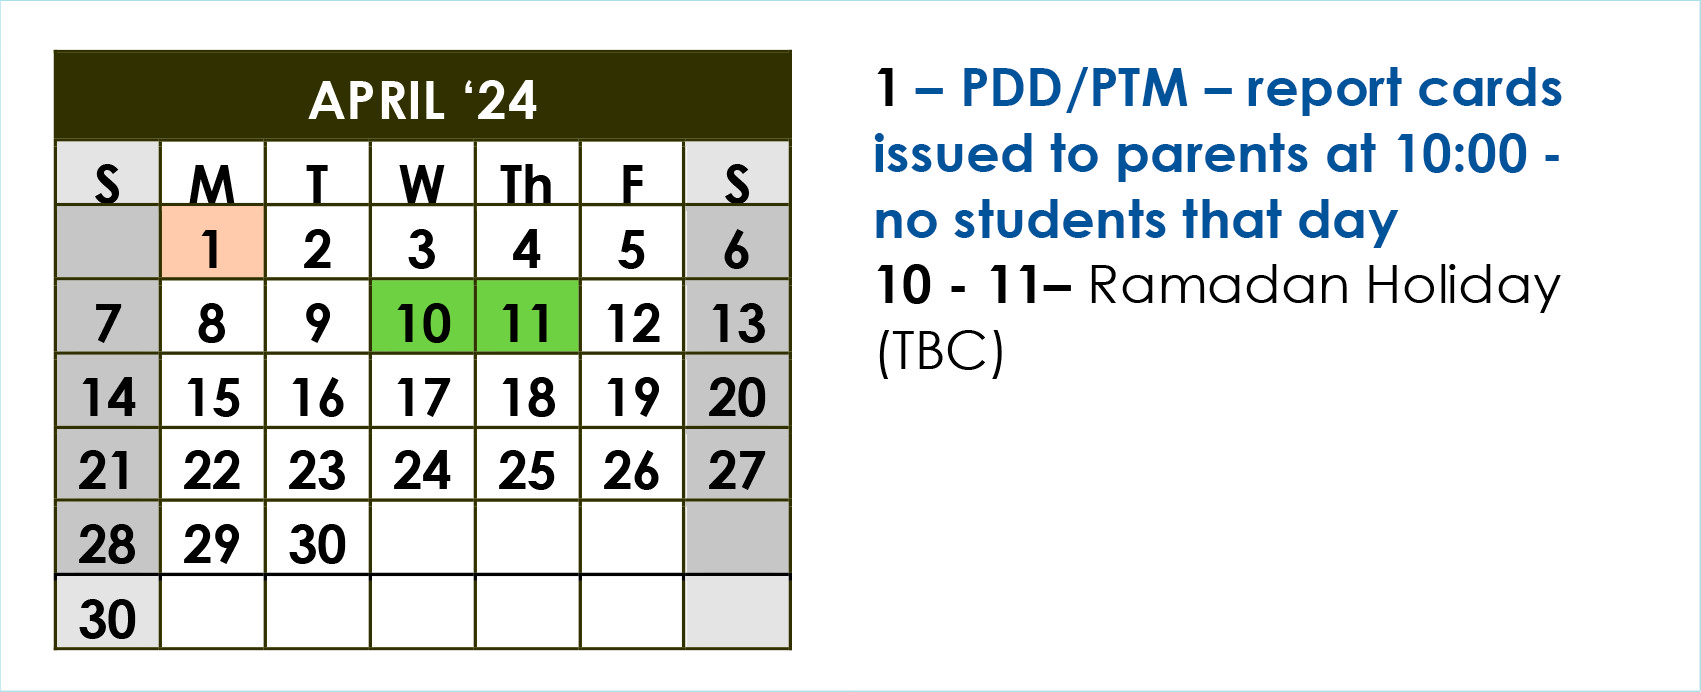 APRIL ‘24
S M T W Th F S
1 2 3 4 5 6
7 8 9 10 11 12 13
14 15 16 17 18 19 20
21 22 23 24 25 26 27
28 29 30
30
1 – PDD/PTM – report cards
issued to parents at 10:00 -
no students that day
10 - 11– Ramadan Holiday
(TBC)